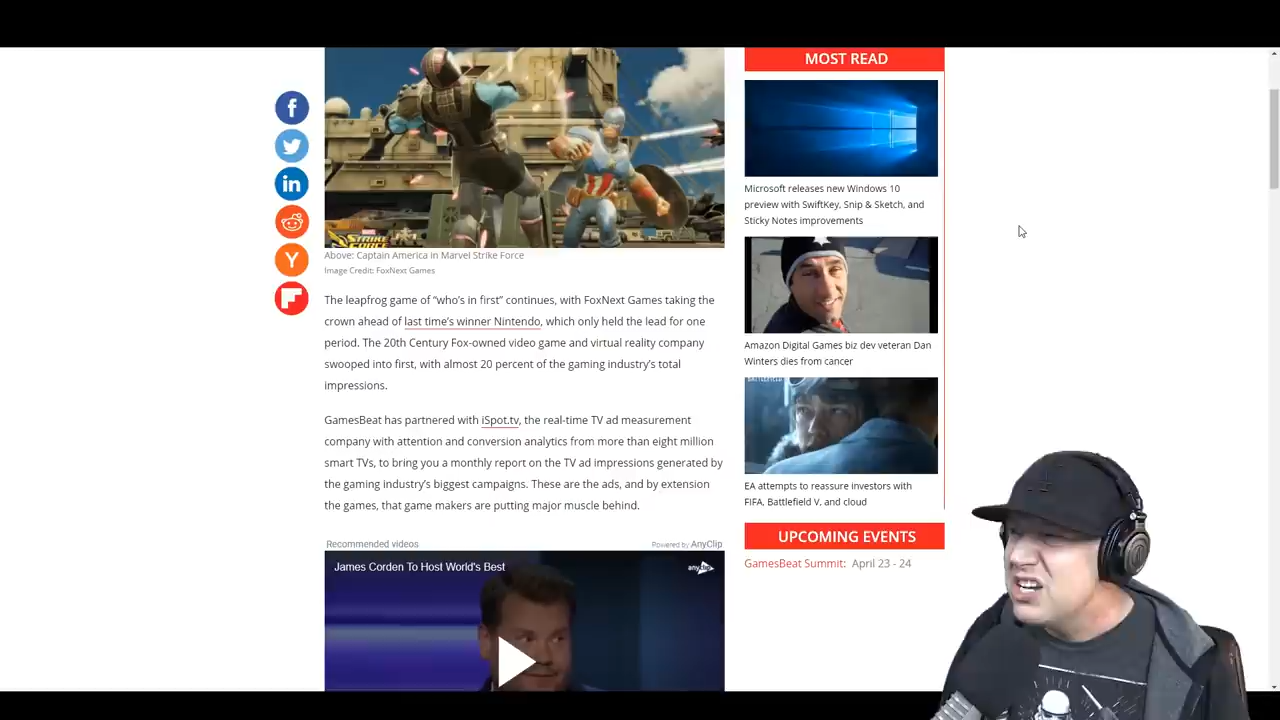 MOST READ
Microsoft releases new Windows 10
preview with SwiftKey, Snip & Sketch, and
Sticky Notes improvements
Amazon Digital Games biz dev veteran Dan
Winters dies from cancer
BATTLEFIELD
EA attempts to reassure investors with
FIFA, Battlefield V, and cloud
UPCOMING EVENTS
GamesBeat Summit: April 23 - 24
f
in
Y
MARVEL
STRIKE
FORCE
Above: Captain America in Marvel Strike Force
Image Credit: FoxNext Games
The leapfrog game of “who’s in first” continues, with FoxNext Games taking the
crown ahead of last time’s winner Nintendo, which only held the lead for one
period. The 20th Century Fox-owned video game and virtual reality company
swooped into first, with almost 20 percent of the gaming industry’s total
impressions.
GamesBeat has partnered with iSpot.tv, the real-time TV ad measurement
company with attention and conversion analytics from more than eight million
smart TVs, to bring you a monthly report on the TV ad impressions generated by
the gaming industry’s biggest campaigns. These are the ads, and by extension
the games, that game makers are putting major muscle behind.
Recommended videos
Powered by AnyClip
James Corden To Host World's Best
anyclip